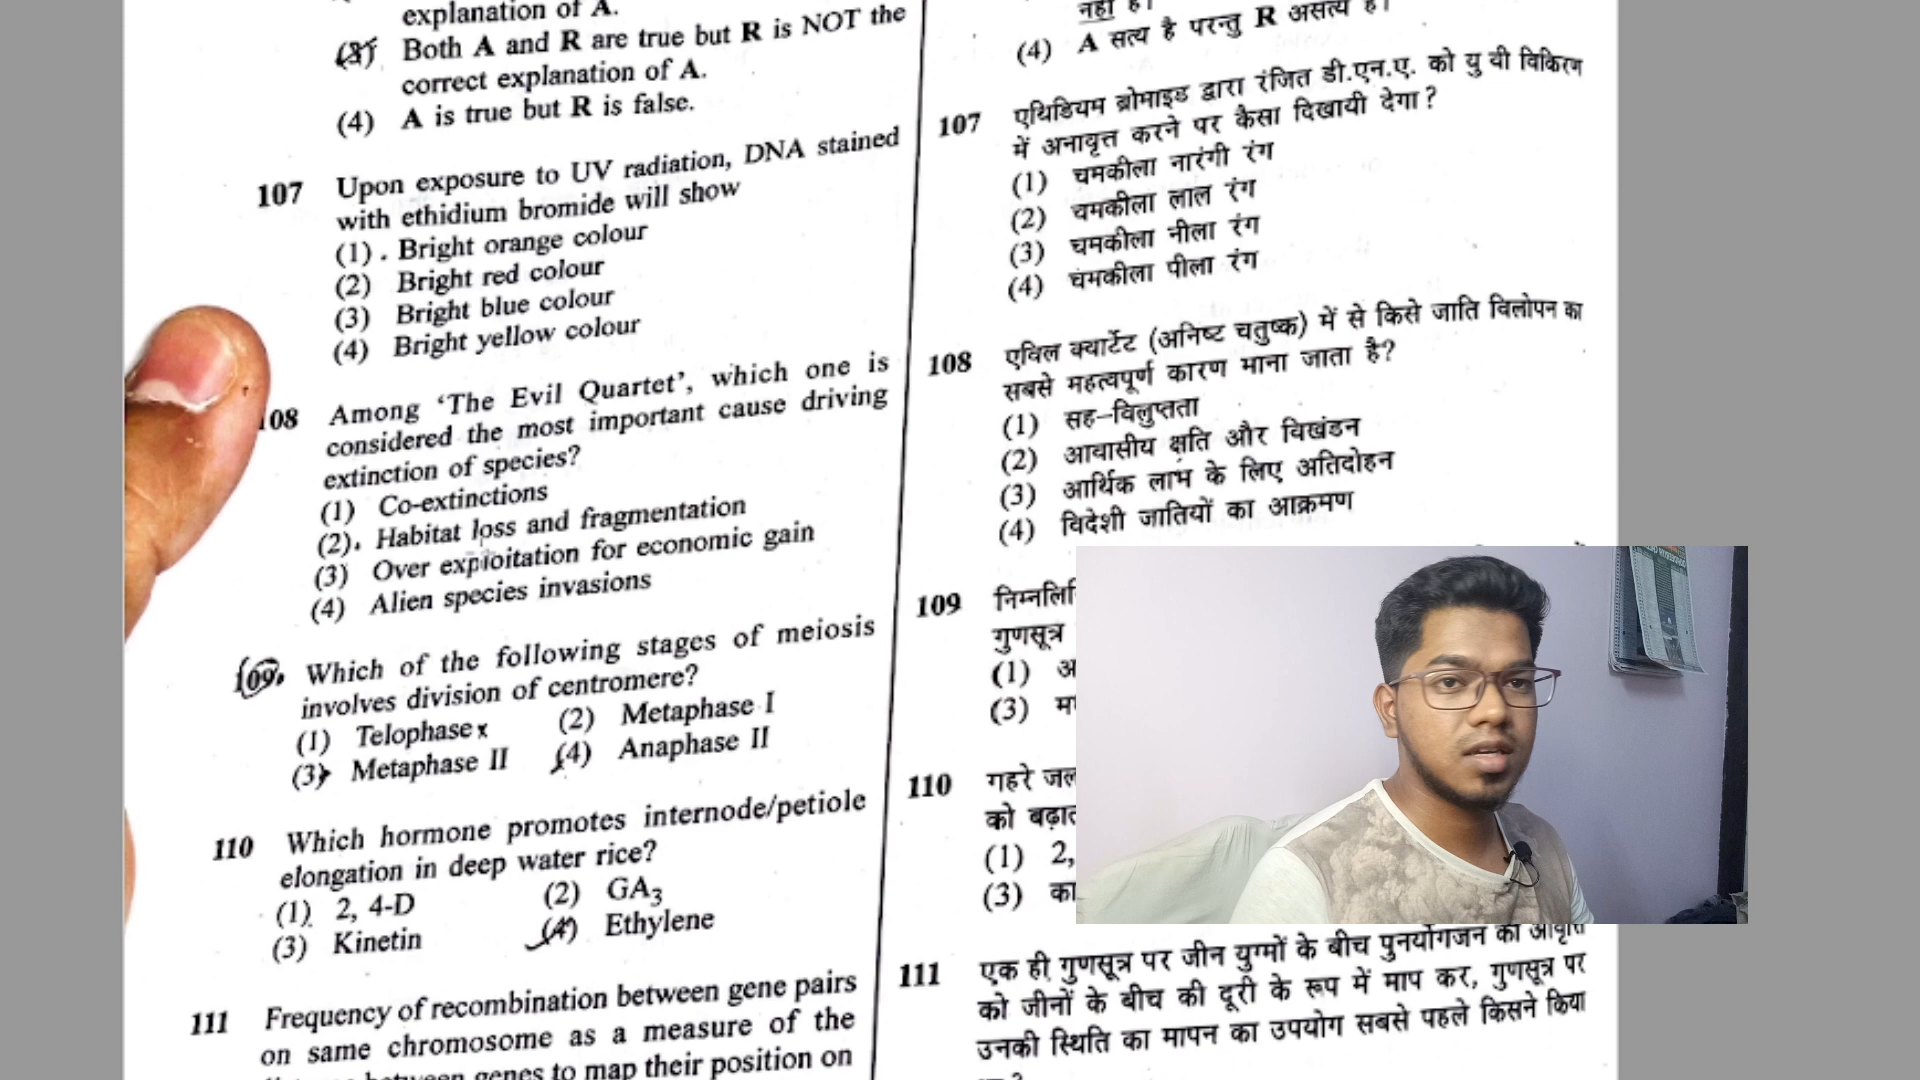 explanation of A.
(3) Both A and R are true but R is NOT the
correct explanation of A.
(4) A is true but R is false.
107 Upon exposure to UV radiation, DNA stained
with ethidium bromide will show
(1) . Bright orange colour
(2) Bright red colour
(3) Bright blue colour
(4) Bright yellow colour
108 Among ‘The Evil Quartet’, which one is
considered the most important cause driving
extinction of species?
(1) Co-extinctions
(2). Habitat loss and fragmentation
(3) Over exploitation for economic gain
(4) Alien species invasions
109. Which of the following stages of meiosis
involves division of centromere?
(1) Telophase x (2) Metaphase I
(3) Metaphase II (4) Anaphase II
110 Which hormone promotes internode/petiole
elongation in deep water rice?
(1) 2, 4-D (2) GA3
(3) Kinetin (4) Ethylene
111 Frequency of recombination between gene pairs
on same chromosome as a measure of the
between genes to map their position on
नहीं है।
(4) A सत्य है परन्तु R असत्य है।
107 एथिडियम ब्रोमाइड द्वारा रंजित डी.एन.ए. को यु वी विकिरण
में अनावृत्त करने पर कैसा दिखायी देगा ?
(1) चमकीला नारंगी रंग
(2) चमकीला लाल रंग
(3) चमकीला नीला रंग
(4) चमकीला पीला रंग
108 एविल क्वार्टेट (अनिष्ट चतुष्क) में से किसे जाति विलोपन का
सबसे महत्वपूर्ण कारण माना जाता है?
(1) सह–विलुप्तता
(2) आवासीय क्षति और विखंडन
(3) आर्थिक लाभ के लिए अतिदोहन
(4) विदेशी जातियों का आक्रमण
109 निम्नलि
गुणसूत्र
(1) अ
(3) म
110 गहरे जल
को बढ़ात
(1) 2,
(3) का
111 एक ही गुणसूत्र पर जीन युग्मों के बीच पुनर्योगजन की आवृत्ति
को जीनों के बीच की दूरी के रूप में माप कर, गुणसूत्र पर
उनकी स्थिति का मापन का उपयोग सबसे पहले किसने किया